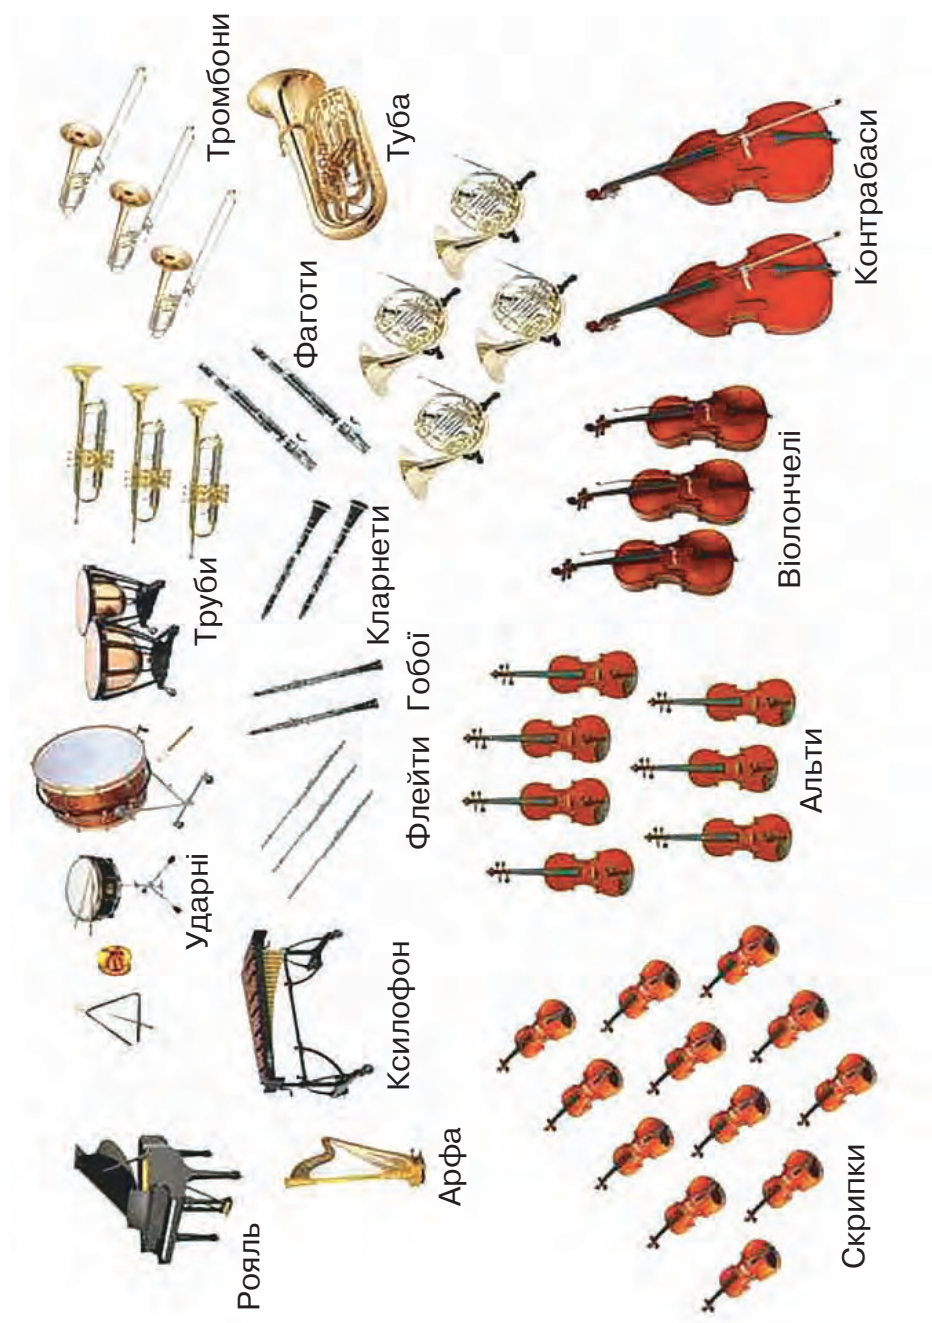 Рояль
Ударні
Труби
Тромбони
Арфа
Ксилофон
Флейти
Гобої
Кларнети
Фаготи
Туба
Скрипки
Альти
Віолончелі
Контрабаси